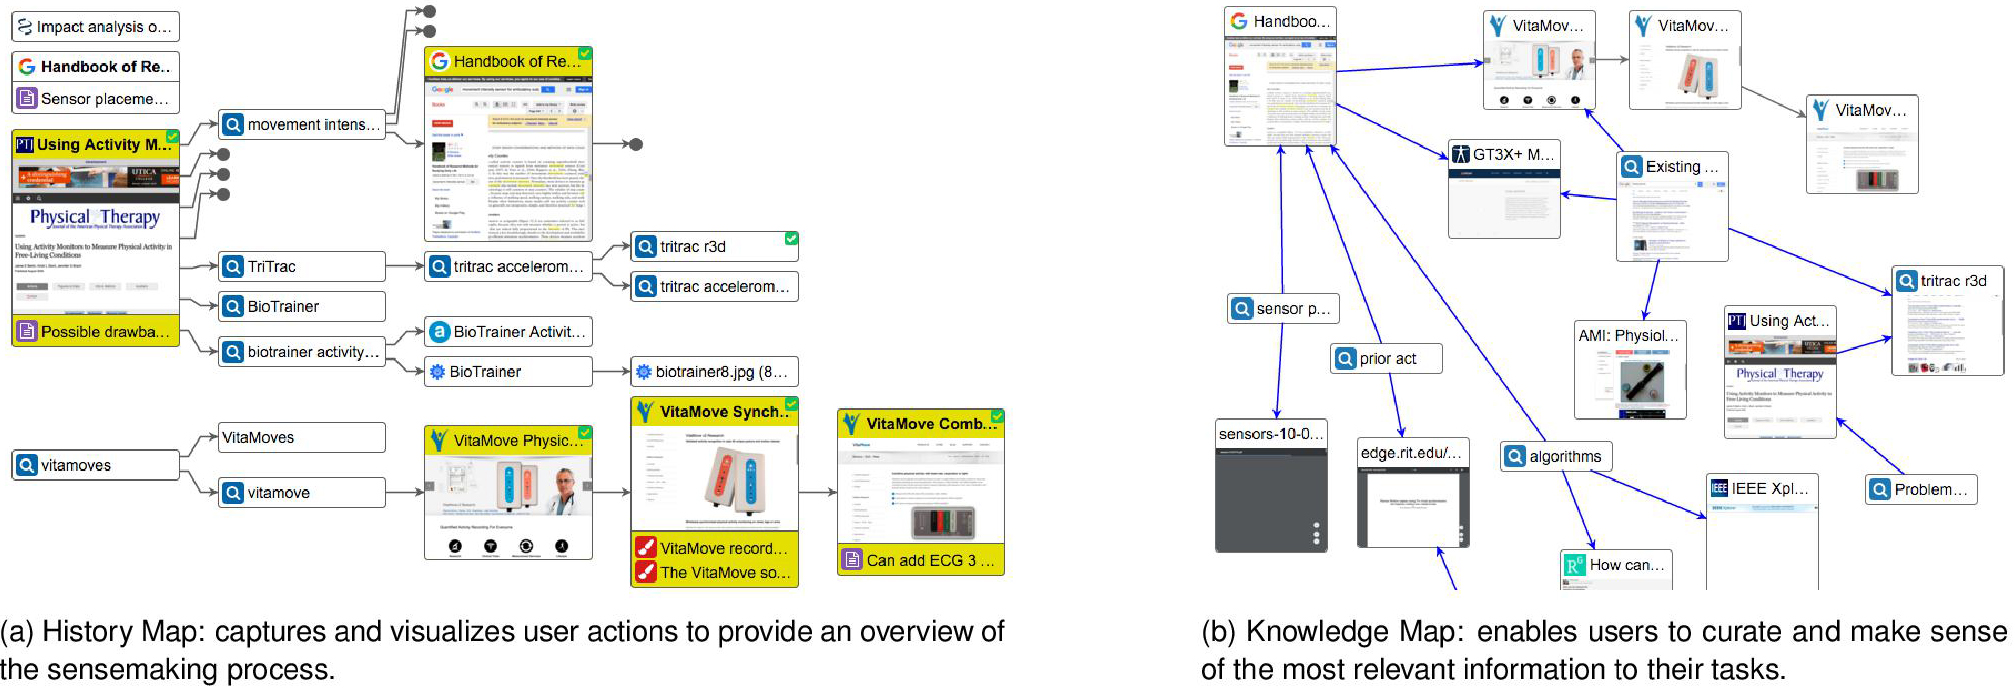 Impact analysis o...
Handbook of Re..
Sensor placeme...
PTJ Using Activity M...
UTICA
Physical Therapy
Using Activity Monitors to Measure Physical Activity in
Free-Living Conditions
Possible drawba...
movement intens...
TriTrac
BioTrainer
biotrainer activity...
vitamoves
VitaMoves
vitamove
Handbook of Re...
Google
tritrac accelerom...
BioTrainer Activit...
BioTrainer
VitaMove Physic...
tritrac r3d
tritrac accelerom...
biotrainer8.jpg (8...
VitaMove Synch..
VitaMove record...
The VitaMove so...
VitaMove Comb...
Can add ECG 3 ...
(a) History Map: captures and visualizes user actions to provide an overview of
the sensemaking process.
Handboo...
VitaMov...
VitaMov...
VitaMov...
GT3X+ M...
Existing ...
sensor p...
prior act
AMI: Physiol...
PTJ Using Act...
Physical Therapy
tritrac r3d
sensors-10-0...
edge.rit.edu/...
algorithms
IEEE IEEE Xpl...
Problem...
How can...
(b) Knowledge Map: enables users to curate and make sense
of the most relevant information to their tasks.